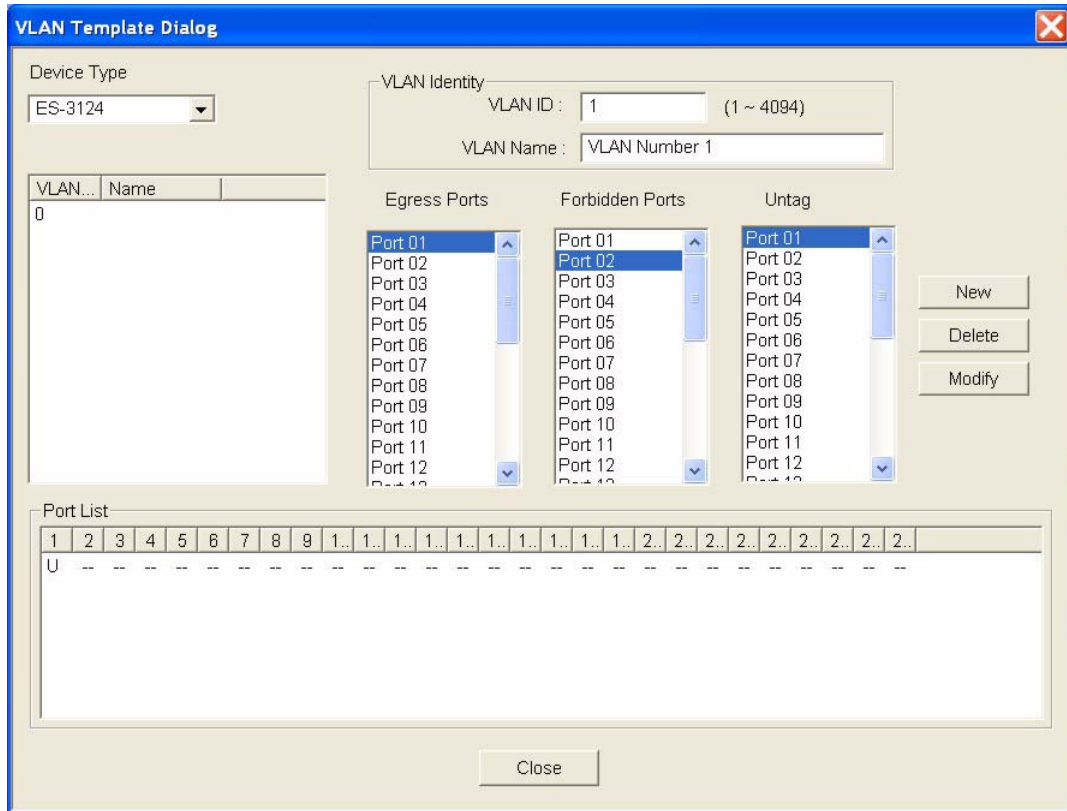 VLAN Template Dialog
Device Type
ES-3124
VLAN Identity
VLAN ID : 1 (1 ~ 4094)
VLAN Name : VLAN Number 1
VLAN... Name
0
Egress Ports
Port 01
Port 02
Port 03
Port 04
Port 05
Port 06
Port 07
Port 08
Port 09
Port 10
Port 11
Port 12
Forbidden Ports
Port 01
Port 02
Port 03
Port 04
Port 05
Port 06
Port 07
Port 08
Port 09
Port 10
Port 11
Port 12
Untag
Port 01
Port 02
Port 03
Port 04
Port 05
Port 06
Port 07
Port 08
Port 09
Port 10
Port 11
Port 12
New
Delete
Modify
Port List
1 2 3 4 5 6 7 8 9 1.. 1.. 1.. 1.. 1.. 1.. 1.. 1.. 1.. 1.. 2.. 2.. 2.. 2.. 2.. 2.. 2.. 2.. 2..
U -- -- -- -- -- -- -- -- -- -- -- -- -- -- -- -- -- -- -- -- -- -- -- -- -- -- --
Close